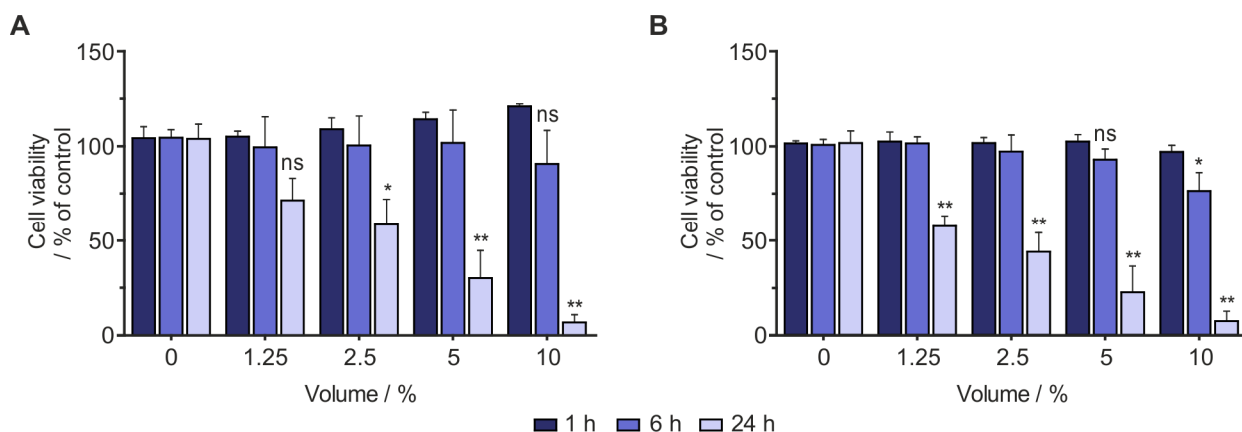 A
Cell viability
/ % of control
150
100
50
0
ns
*
**
ns
**
0 1.25 2.5 5 10
Volume / %
B
Cell viability
/ % of control
150
100
50
0
**
**
ns
**
*
**
0 1.25 2.5 5 10
Volume / %
1 h 6 h 24 h